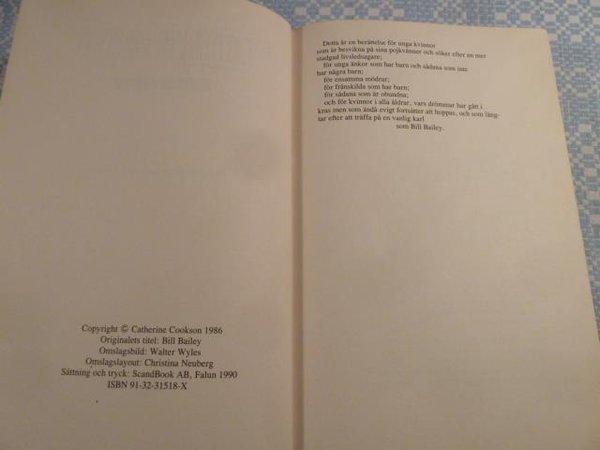 Copyright © Catherine Cookson 1986
Originalets titel: Bill Bailey
Omslagsbild: Walter Wyles
Omslagslayout: Christina Neuberg
Sättning och tryck: ScandBook AB, Falun 1990
ISBN 91-32-31518-X
Detta är en berättelse för unga kvinnor
som är besvikna på sina pojkvänner och söker efter en mer
stadgad livsledsagare;
för unga änkor som har barn och sådana som inte
har några barn;
för ensamma mödrar;
för frånskilda som har barn;
för sådana som är obundna;
och för kvinnor i alla åldrar, vars drömmar har gått i
kras men som ändå evigt fortsätter att hoppas, och som läng-
tar efter att träffa på en vanlig karl
som Bill Bailey.